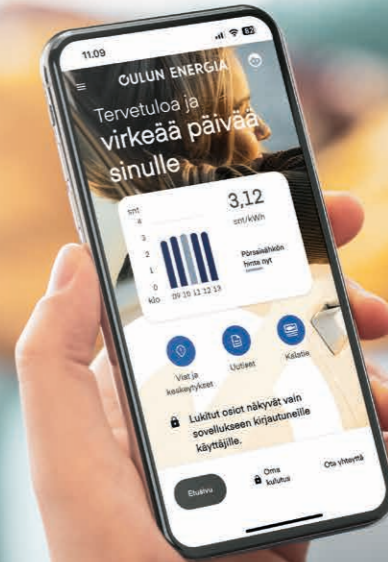 11.09
63
OULUN ENERGIA
Tervetuloa ja
virkeää päivää
sinulle
snt
4
3
2
1
0
klo 09 10 11 12 13
3,12
snt/kWh
Pörssisähkön
hinta nyt
Viat ja
keskeytykset
Uutiset
Kalatie
Lukitut osiot näkyvät vain
sovellukseen kirjautuneille
käyttäjille.
Etusivu
Oma
kulutus
Ota yhteyttä